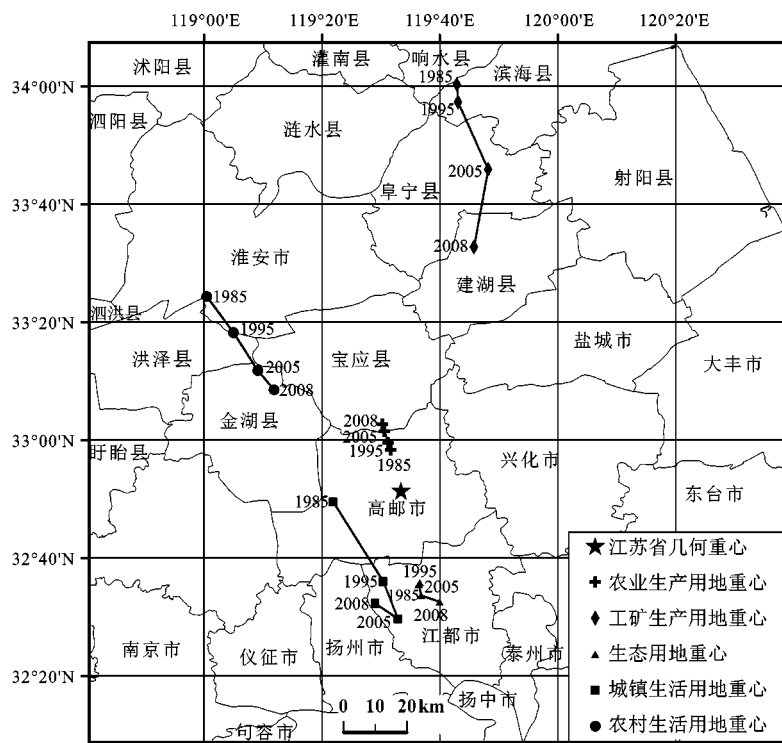 119°00'E 119°20'E 119°40'E 120°00'E 120°20'E
沭阳县 灌南县 响水县 滨海县
34°00'N 1985
泗阳县 涟水县 1995
2005 射阳县
阜宁县
33°40'N
淮安市 2008
建湖县
1985
泗洪县
33°20'N 1995 盐城市
洪泽县 2005 宝应县 大丰市
2008
金湖县 2008
33°00'N 2005
盱眙县 1995 兴化市
1985
1985 高邮市 东台市
32°40'N
1995 1995 2005
1985
2008 2008
2005
南京市 仪征市 扬州市 江都市 泰州市
32°20'N
扬中市
句容市
0 10 20 km
江苏省几何重心
农业生产用地重心
工矿生产用地重心
生态用地重心
城镇生活用地重心
农村生活用地重心